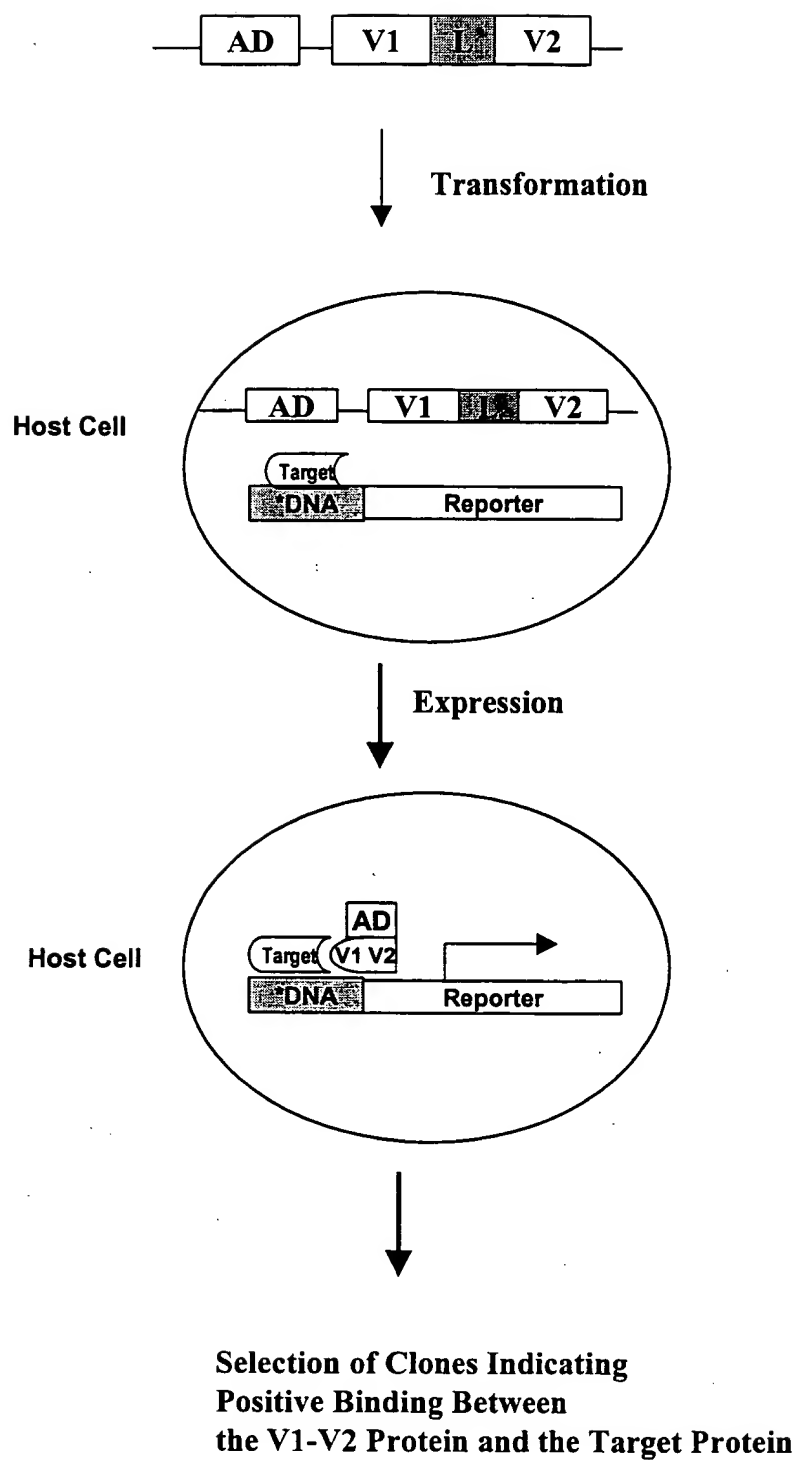 AD V1 L* V2
Transformation
Host Cell
AD V1 V2
Target
*DNA Reporter
Expression
Host Cell
AD
Target V1 V2
*DNA Reporter
Selection of Clones Indicating
Positive Binding Between
the V1-V2 Protein and the Target Protein